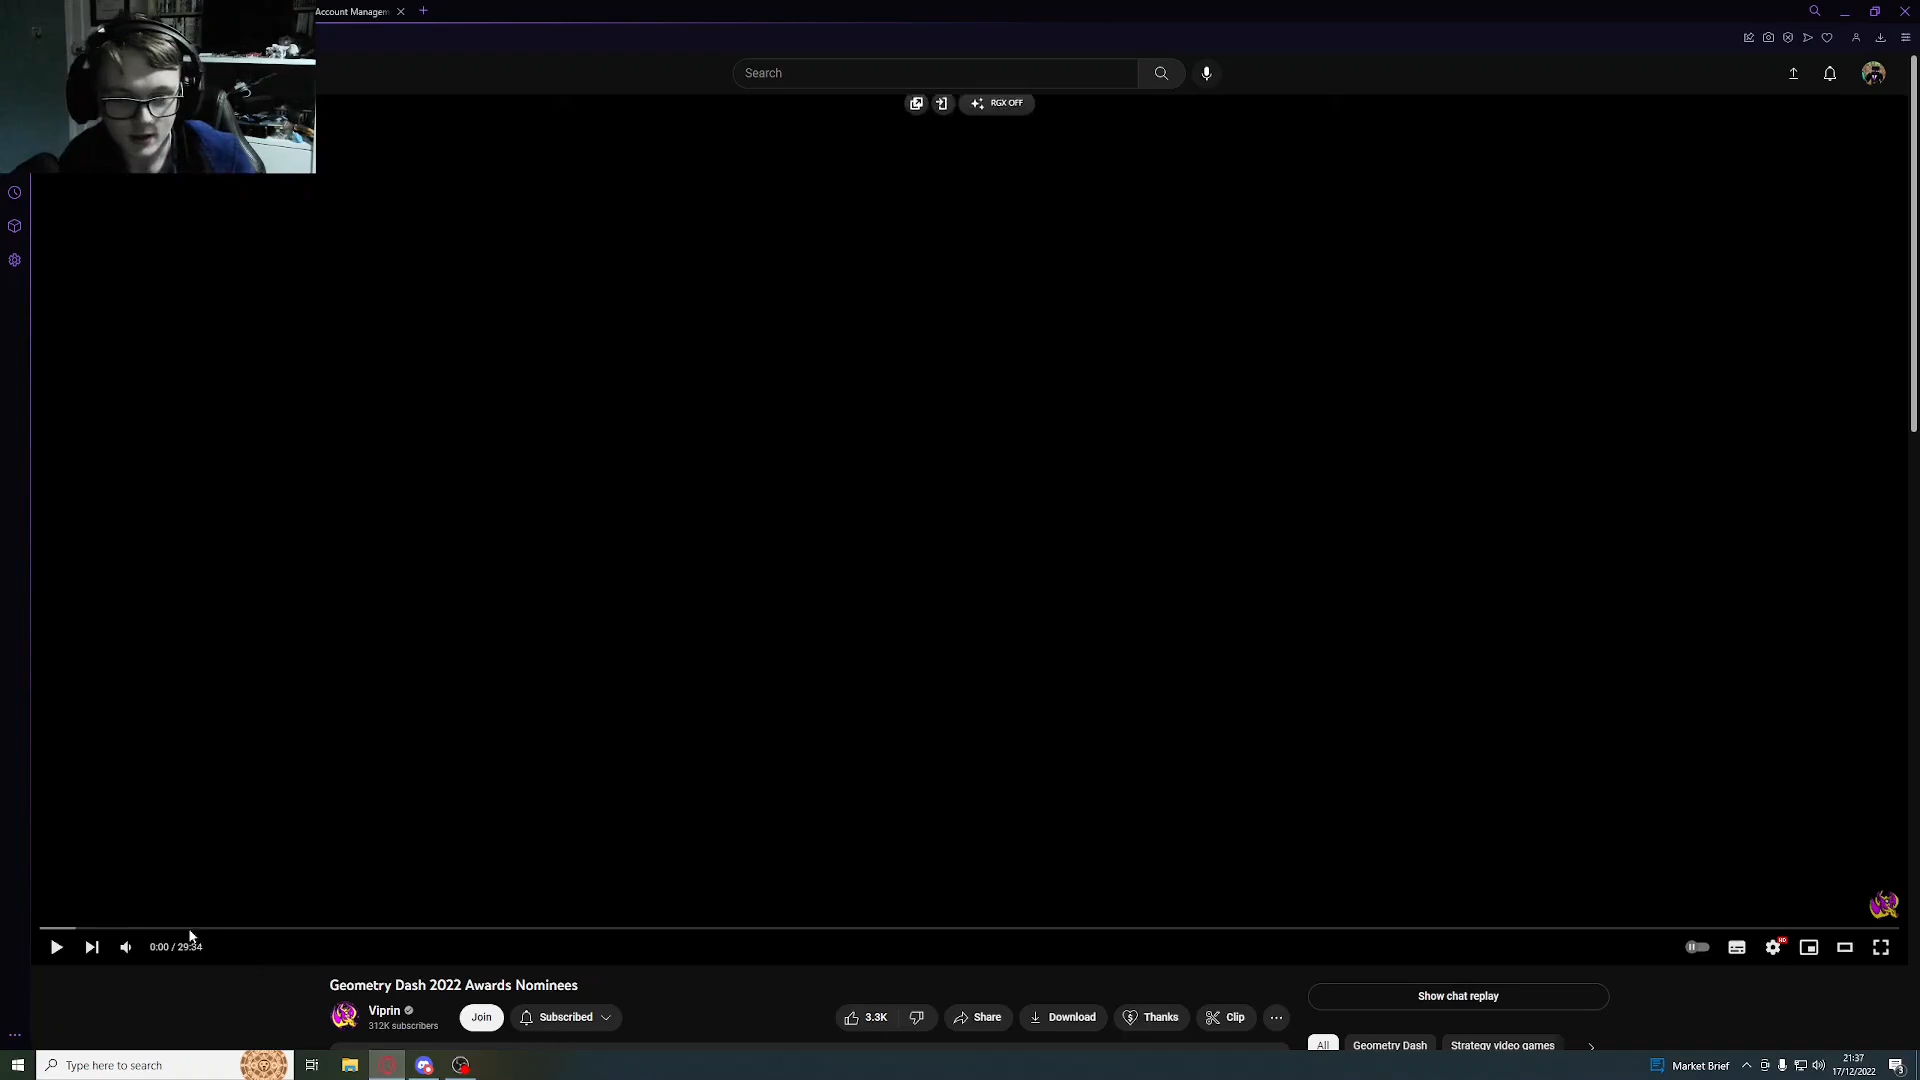 Account Managem
Search
RGX OFF
0:00 / 29:34
HD
Geometry Dash 2022 Awards Nominees
Viprin
312K subscribers
Join
Subscribed
3.3K
Share
Download
Thanks
Clip
Show chat replay
All
Geometry Dash
Strategy video games
Type here to search
Market Brief
21:37
17/12/2022
3